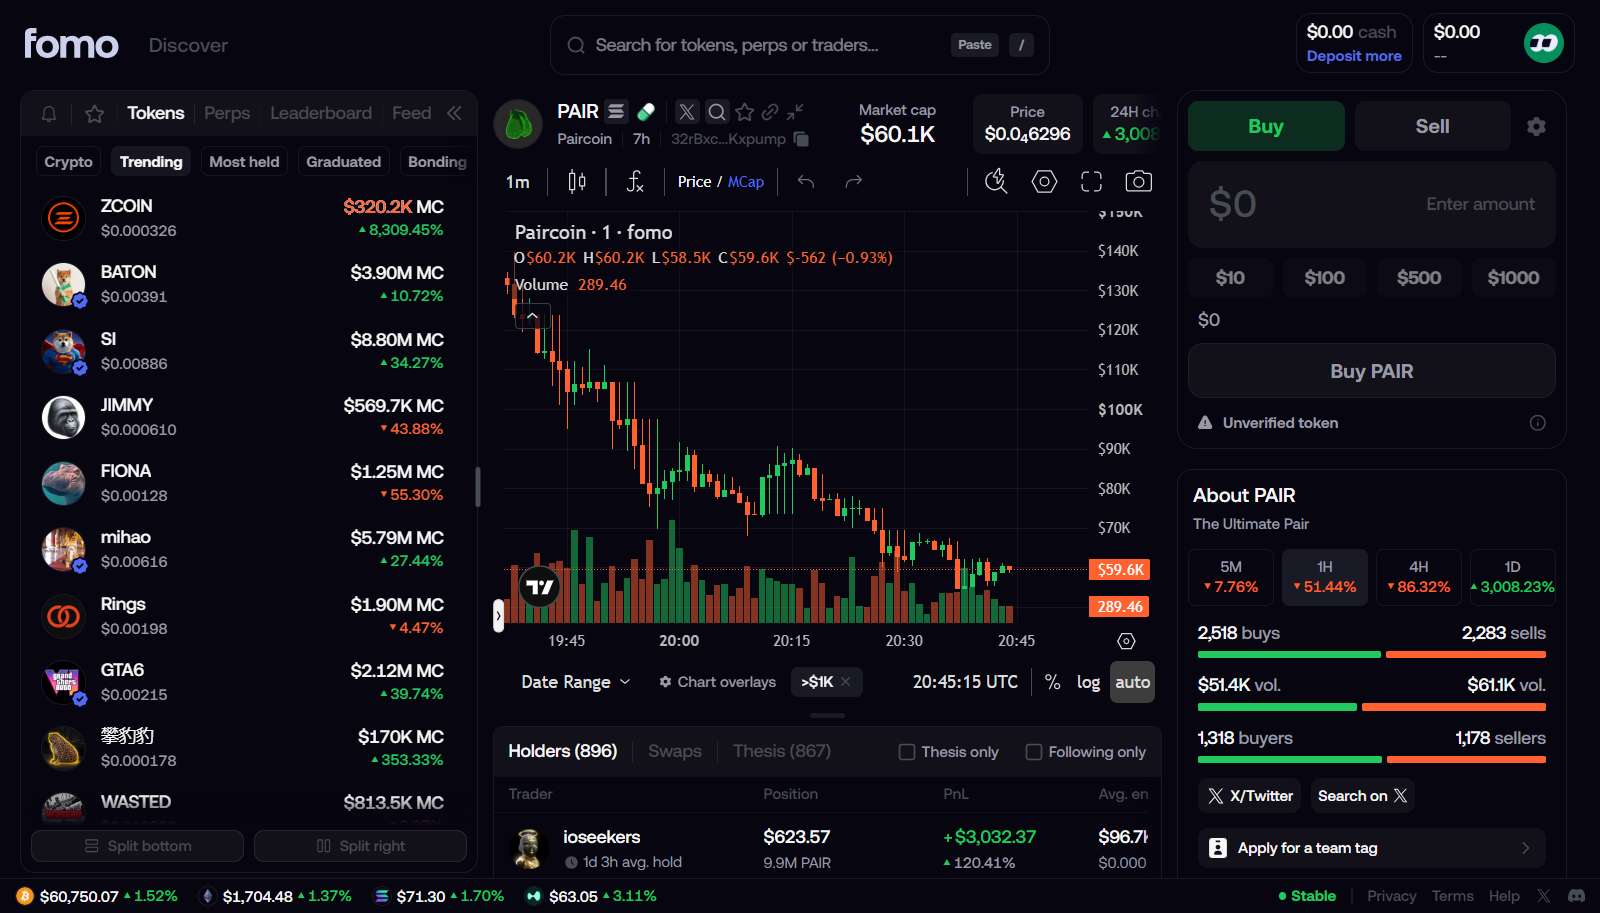 fomo
Discover
Search for tokens, perps or traders...
Paste
/
$0.00 cash
Deposit more
$0.00
--
Tokens
Perps
Leaderboard
Feed
Crypto
Trending
Most held
Graduated
Bonding
ZCOIN
$320.2K MC
$0.000326
8,309.45%
BATON
$3.90M MC
$0.00391
10.72%
SI
$8.80M MC
$0.00886
34.27%
JIMMY
$569.7K MC
$0.000610
43.88%
FIONA
$1.25M MC
$0.00128
55.30%
mihao
$5.79M MC
$0.00616
27.44%
Rings
$1.90M MC
$0.00198
4.47%
GTA6
$2.12M MC
$0.00215
39.74%
攀豹豹
$170K MC
$0.000178
353.33%
WASTED
$813.5K MC
Split bottom
Split right
PAIR
Paircoin
7h
32rBxc...Kxpump
Market cap
$60.1K
Price
$0.0₄6296
24H ch
3,008
1m
Price / MCap
Paircoin · 1 · fomo
O$60.2K H$60.2K L$58.5K C$59.6K $-562 (−0.93%)
Volume 289.46
$150K
$140K
$130K
$120K
$110K
$100K
$90K
$80K
$70K
$59.6K
289.46
19:45
20:00
20:15
20:30
20:45
Date Range
Chart overlays
>$1K
20:45:15 UTC
%
log
auto
Holders (896)
Swaps
Thesis (867)
Thesis only
Following only
Trader
Position
PnL
Avg. en
ioseekers
$623.57
+$3,032.37
$96.7
1d 3h avg. hold
9.9M PAIR
120.41%
$0.000
Buy
Sell
$0
Enter amount
$10
$100
$500
$1000
$0
Buy PAIR
Unverified token
About PAIR
The Ultimate Pair
5M
7.76%
1H
51.44%
4H
86.32%
1D
3,008.23%
2,518 buys
2,283 sells
$51.4K vol.
$61.1K vol.
1,318 buyers
1,178 sellers
X/Twitter
Search on X
Apply for a team tag
$60,750.07 1.52%
$1,704.48 1.37%
$71.30 1.70%
$63.05 3.11%
Stable
Privacy
Terms
Help